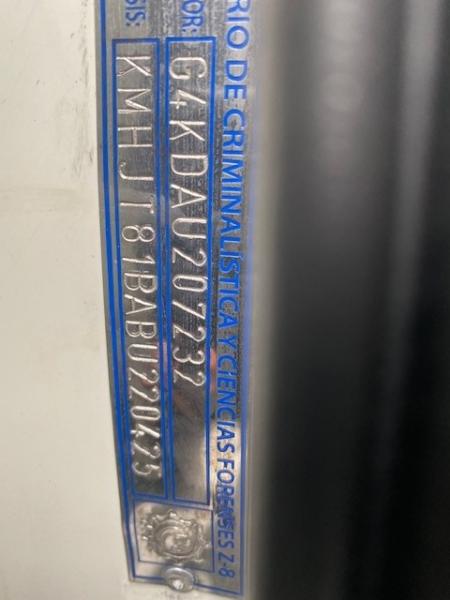 RIO DE CRIMINALÍSTICA Y CIENCIAS FORENSES Z-8
OR: G4KDAU207232
SIS: KMHJT81BABU220425